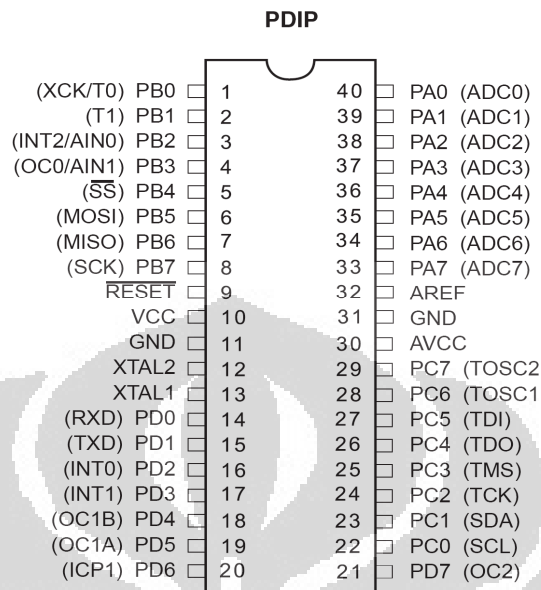 PDIP
(XCK/T0) PB0 1 40 PA0 (ADC0)
(T1) PB1 2 39 PA1 (ADC1)
(INT2/AIN0) PB2 3 38 PA2 (ADC2)
(OC0/AIN1) PB3 4 37 PA3 (ADC3)
(SS) PB4 5 36 PA4 (ADC4)
(MOSI) PB5 6 35 PA5 (ADC5)
(MISO) PB6 7 34 PA6 (ADC6)
(SCK) PB7 8 33 PA7 (ADC7)
RESET 9 32 AREF
VCC 10 31 GND
GND 11 30 AVCC
XTAL2 12 29 PC7 (TOSC2
XTAL1 13 28 PC6 (TOSC1
(RXD) PD0 14 27 PC5 (TDI)
(TXD) PD1 15 26 PC4 (TDO)
(INT0) PD2 16 25 PC3 (TMS)
(INT1) PD3 17 24 PC2 (TCK)
(OC1B) PD4 18 23 PC1 (SDA)
(OC1A) PD5 19 22 PC0 (SCL)
(ICP1) PD6 20 21 PD7 (OC2)